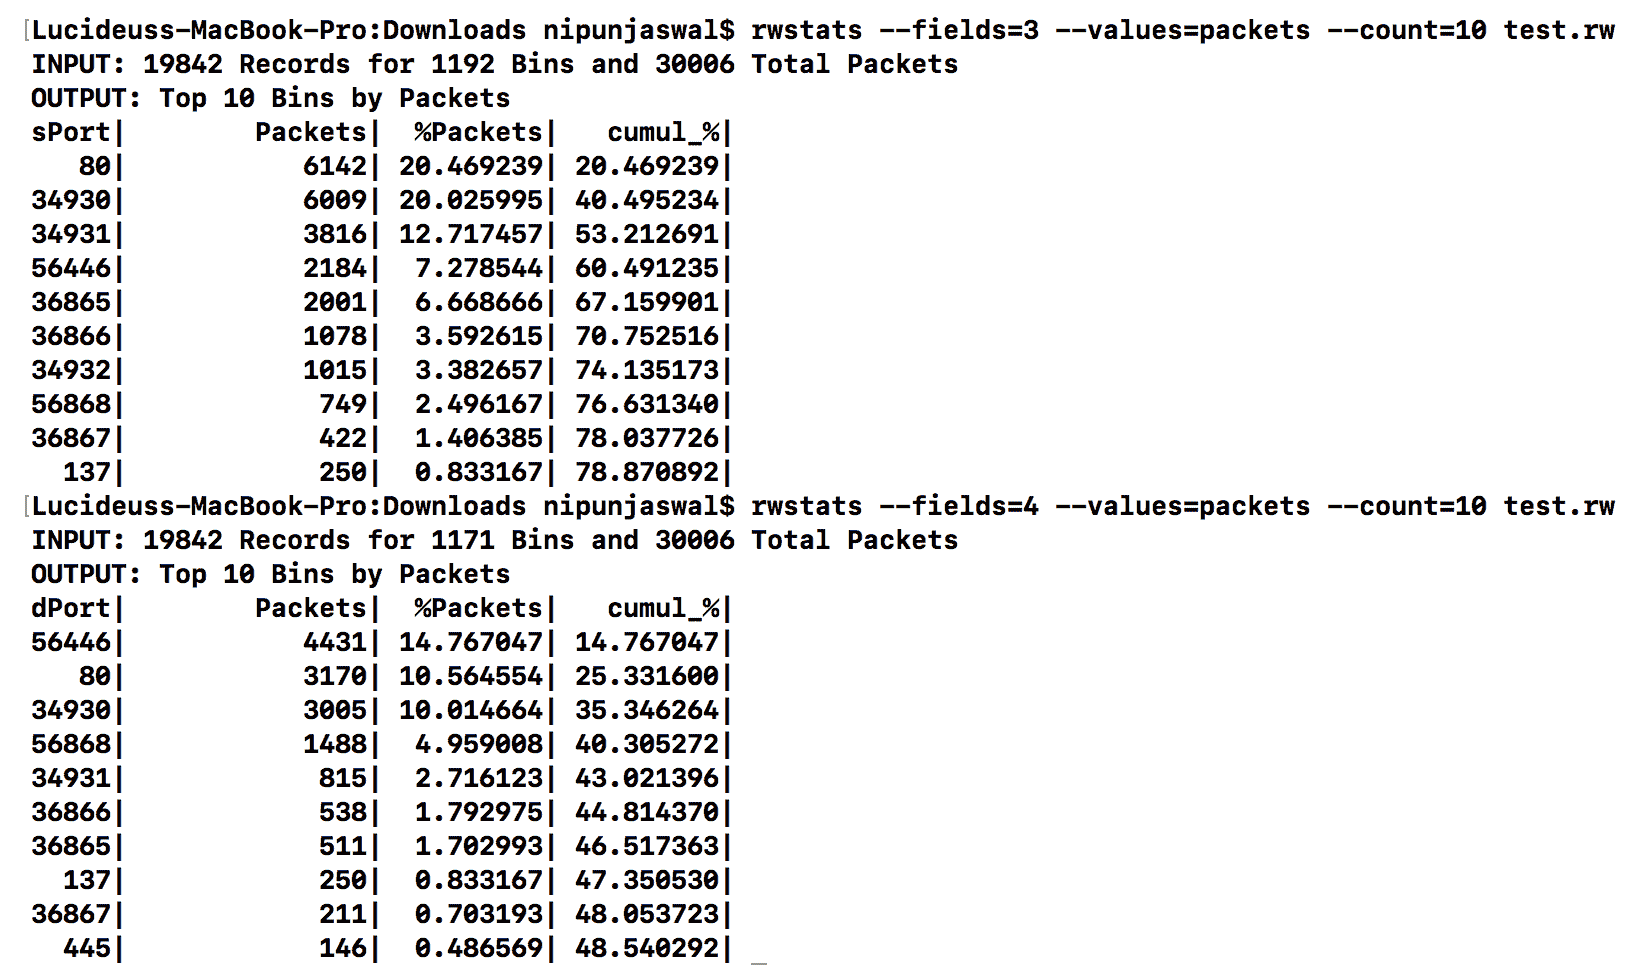 [Lucideuss-MacBook-Pro:Downloads nipunjaswal$ rwstats --fields=3 --values=packets --count=10 test.rw
INPUT: 19842 Records for 1192 Bins and 30006 Total Packets
OUTPUT: Top 10 Bins by Packets
sPort|        Packets|  %Packets|   cumul_%|
   80|           6142| 20.469239| 20.469239|
34930|           6009| 20.025995| 40.495234|
34931|           3816| 12.717457| 53.212691|
56446|           2184|  7.278544| 60.491235|
36865|           2001|  6.668666| 67.159901|
36866|           1078|  3.592615| 70.752516|
34932|           1015|  3.382657| 74.135173|
56868|            749|  2.496167| 76.631340|
36867|            422|  1.406385| 78.037726|
  137|            250|  0.833167| 78.870892|
[Lucideuss-MacBook-Pro:Downloads nipunjaswal$ rwstats --fields=4 --values=packets --count=10 test.rw
INPUT: 19842 Records for 1171 Bins and 30006 Total Packets
OUTPUT: Top 10 Bins by Packets
dPort|        Packets|  %Packets|   cumul_%|
56446|           4431| 14.767047| 14.767047|
   80|           3170| 10.564554| 25.331600|
34930|           3005| 10.014664| 35.346264|
56868|           1488|  4.959008| 40.305272|
34931|            815|  2.716123| 43.021396|
36866|            538|  1.792975| 44.814370|
36865|            511|  1.702993| 46.517363|
  137|            250|  0.833167| 47.350530|
36867|            211|  0.703193| 48.053723|
  445|            146|  0.486569| 48.540292|